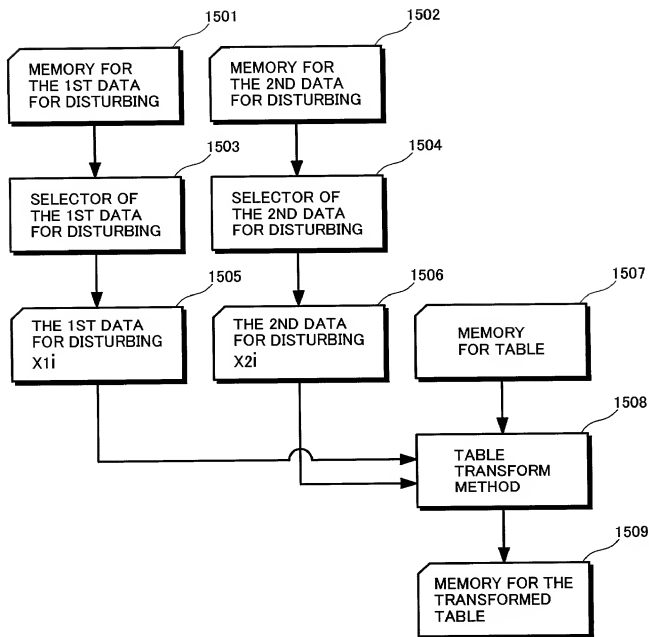 1501
1502
MEMORY FOR
THE 1ST DATA
FOR DISTURBING
MEMORY FOR
THE 2ND DATA
FOR DISTURBING
1503
1504
SELECTOR OF
THE 1ST DATA
FOR DISTURBING
SELECTOR OF
THE 2ND DATA
FOR DISTURBING
1505
1506
1507
THE 1ST DATA
FOR DISTURBING
X1i
THE 2ND DATA
FOR DISTURBING
X2i
MEMORY
FOR TABLE
1508
TABLE
TRANSFORM
METHOD
1509
MEMORY FOR THE
TRANSFORMED
TABLE